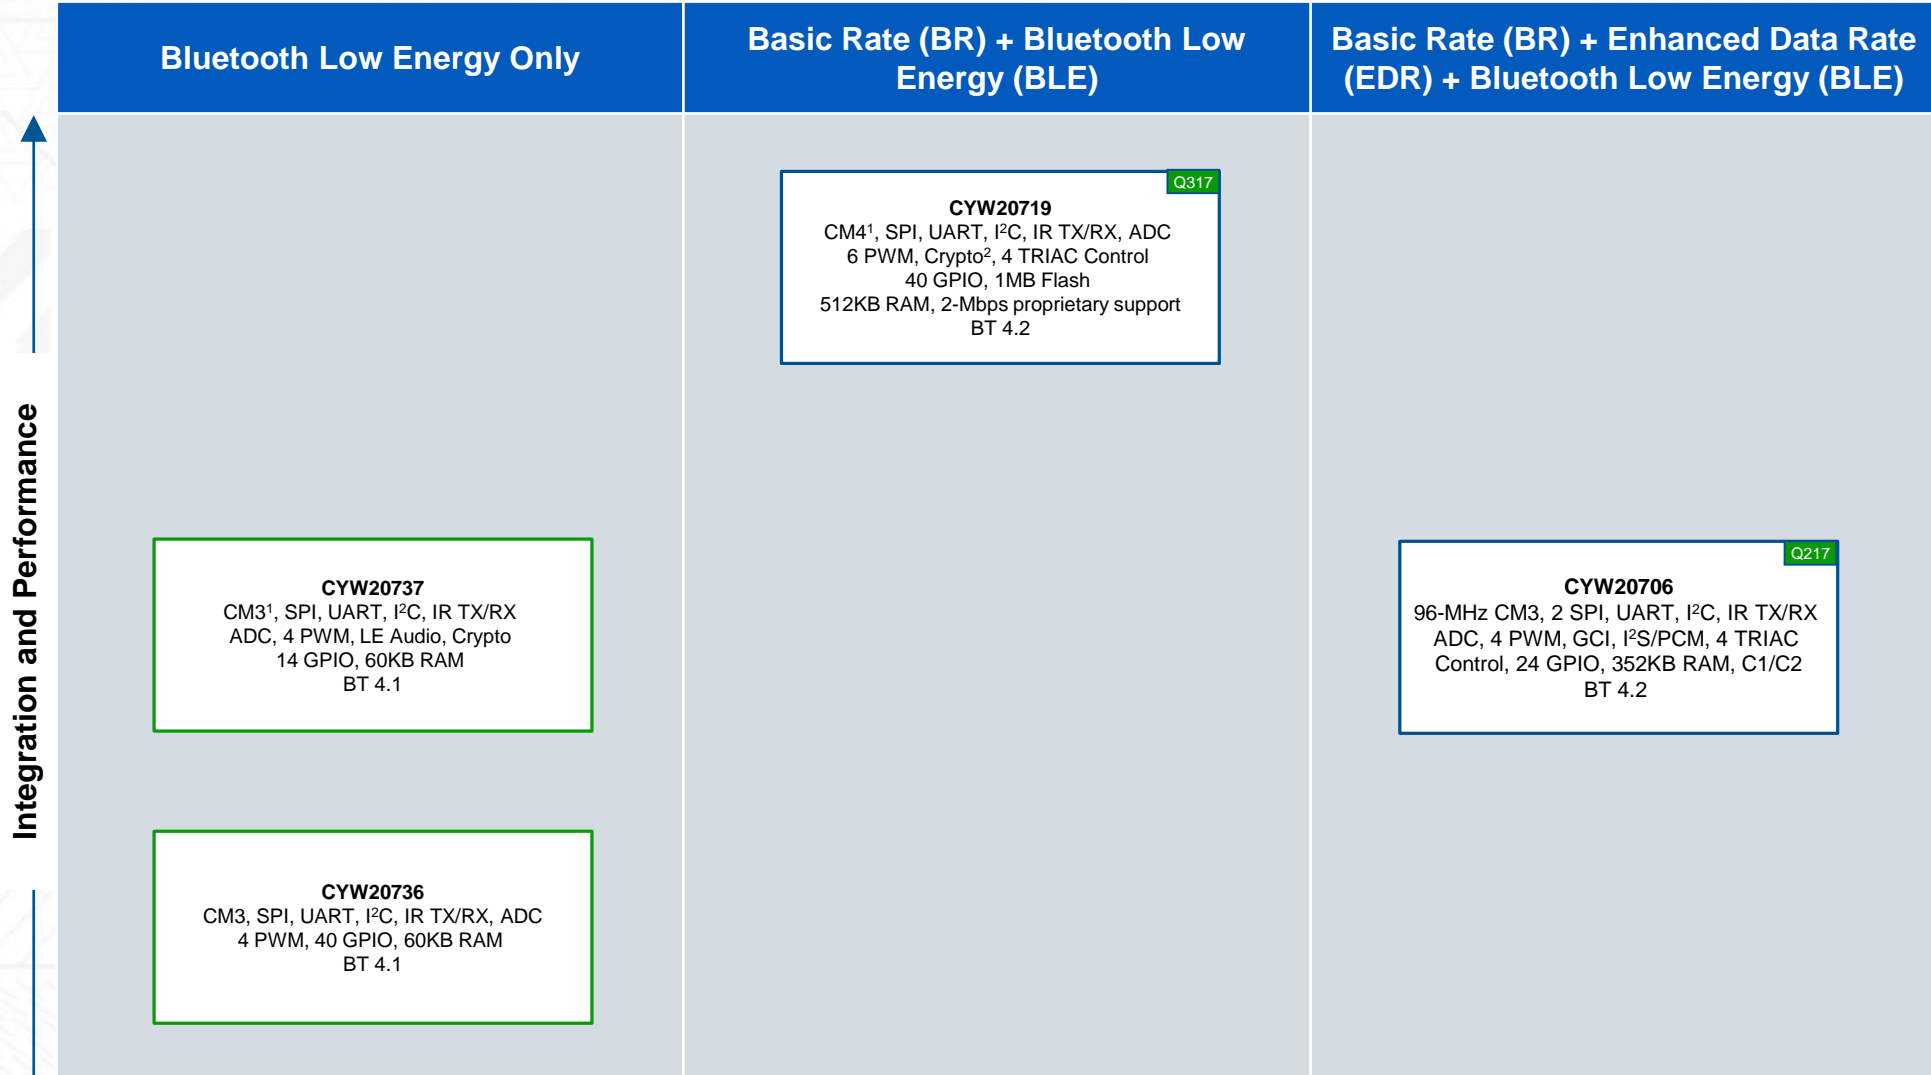 Bluetooth Low Energy Only
Basic Rate (BR) + Bluetooth Low
Energy (BLE)
Basic Rate (BR) + Enhanced Data Rate
(EDR) + Bluetooth Low Energy (BLE)
Integration and Performance
Q317
CYW20719
CM4¹, SPI, UART, I²C, IR TX/RX, ADC
6 PWM, Crypto², 4 TRIAC Control
40 GPIO, 1MB Flash
512KB RAM, 2-Mbps proprietary support
BT 4.2
CYW20737
CM3¹, SPI, UART, I²C, IR TX/RX
ADC, 4 PWM, LE Audio, Crypto
14 GPIO, 60KB RAM
BT 4.1
Q217
CYW20706
96-MHz CM3, 2 SPI, UART, I²C, IR TX/RX
ADC, 4 PWM, GCI, I²S/PCM, 4 TRIAC
Control, 24 GPIO, 352KB RAM, C1/C2
BT 4.2
CYW20736
CM3, SPI, UART, I²C, IR TX/RX, ADC
4 PWM, 40 GPIO, 60KB RAM
BT 4.1